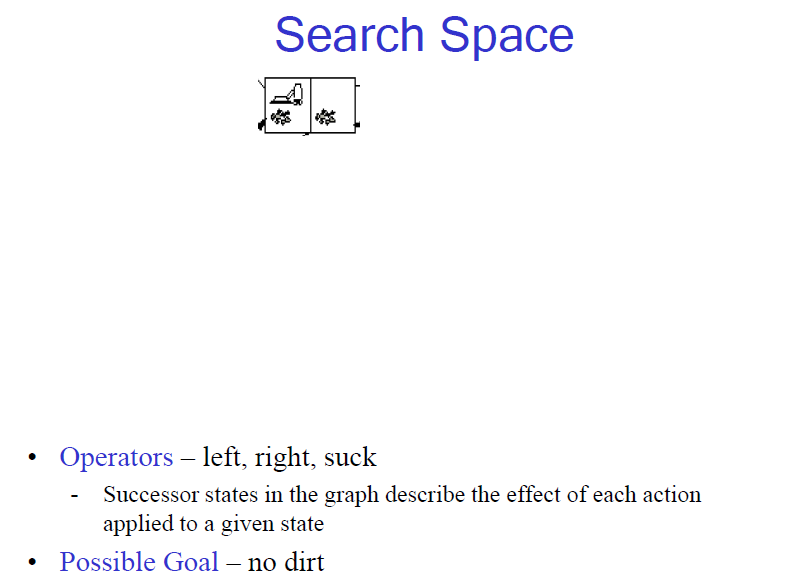 Search Space
• Operators – left, right, suck
- Successor states in the graph describe the effect of each action
applied to a given state
• Possible Goal – no dirt